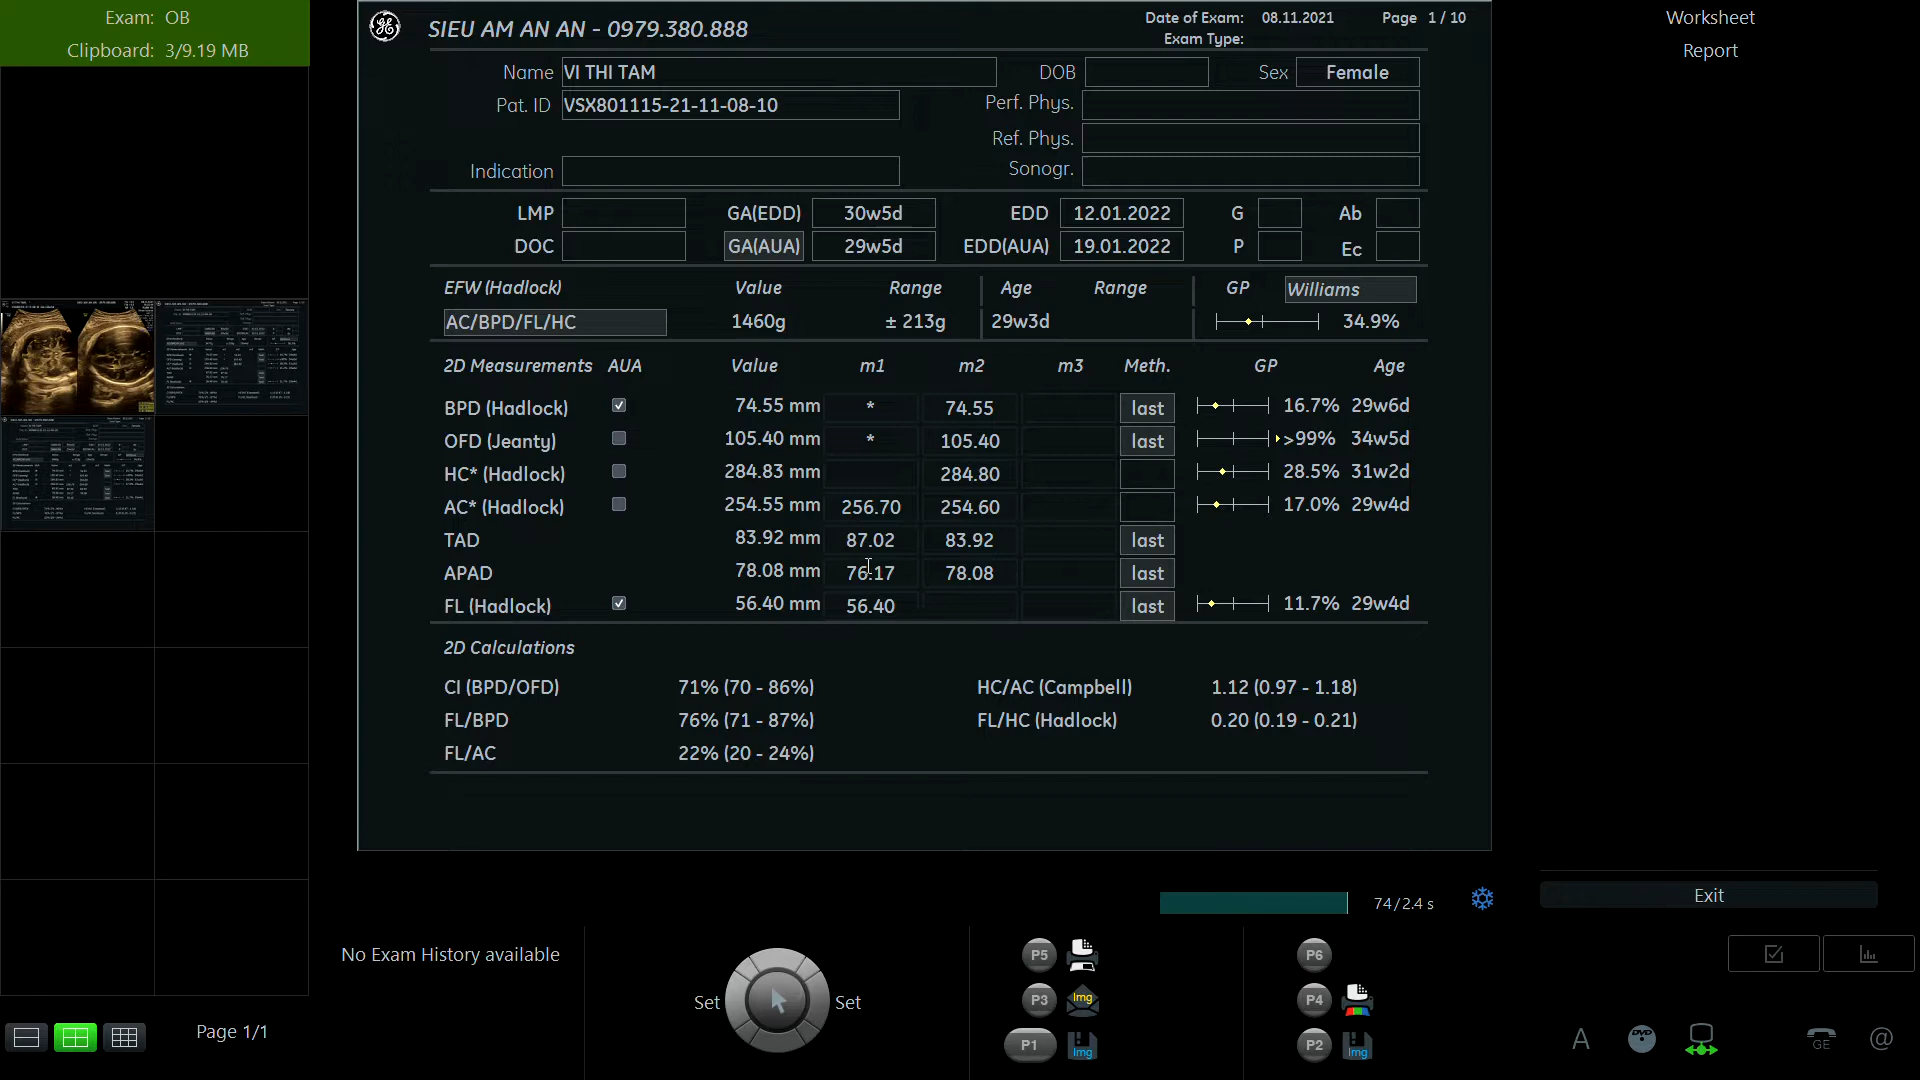 Exam: OB
Clipboard: 3/9.19 MB
SIEU AM AN AN - 0979.380.888
Date of Exam: 08.11.2021 Page 1 / 10
Exam Type:
Name VI THI TAM DOB Sex Female
Pat. ID VSX801115-21-11-08-10 Perf. Phys.
Ref. Phys.
Indication Sonogr.
LMP GA(EDD) 30w5d EDD 12.01.2022 G Ab
DOC GA(AUA) 29w5d EDD(AUA) 19.01.2022 P Ec
EFW (Hadlock) Value Range Age Range GP Williams
AC/BPD/FL/HC 1460g ± 213g 29w3d 34.9%
2D Measurements AUA Value m1 m2 m3 Meth. GP Age
BPD (Hadlock) 74.55 mm * 74.55 last 16.7% 29w6d
OFD (Jeanty) 105.40 mm * 105.40 last >99% 34w5d
HC* (Hadlock) 284.83 mm 284.80 28.5% 31w2d
AC* (Hadlock) 254.55 mm 256.70 254.60 17.0% 29w4d
TAD 83.92 mm 87.02 83.92 last
APAD 78.08 mm 76.17 78.08 last
FL (Hadlock) 56.40 mm 56.40 last 11.7% 29w4d
2D Calculations
CI (BPD/OFD) 71% (70 - 86%) HC/AC (Campbell) 1.12 (0.97 - 1.18)
FL/BPD 76% (71 - 87%) FL/HC (Hadlock) 0.20 (0.19 - 0.21)
FL/AC 22% (20 - 24%)
Worksheet
Report
74/2.4 s
Exit
No Exam History available
Set Set
P5
P3 Img
P1 Img
P6
P4
P2 Img
Page 1/1
A DVD GE @